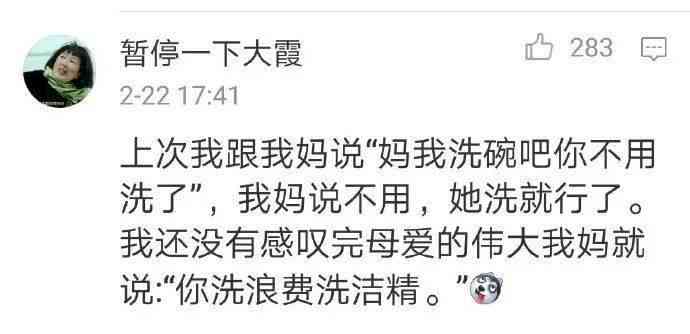 暂停一下大霞
283
2-22 17:41
上次我跟我妈说“妈我洗碗吧你不用
洗了”，我妈说不用，她洗就行了。
我还没有感叹完母爱的伟大我妈就
说:“你洗浪费洗洁精。”